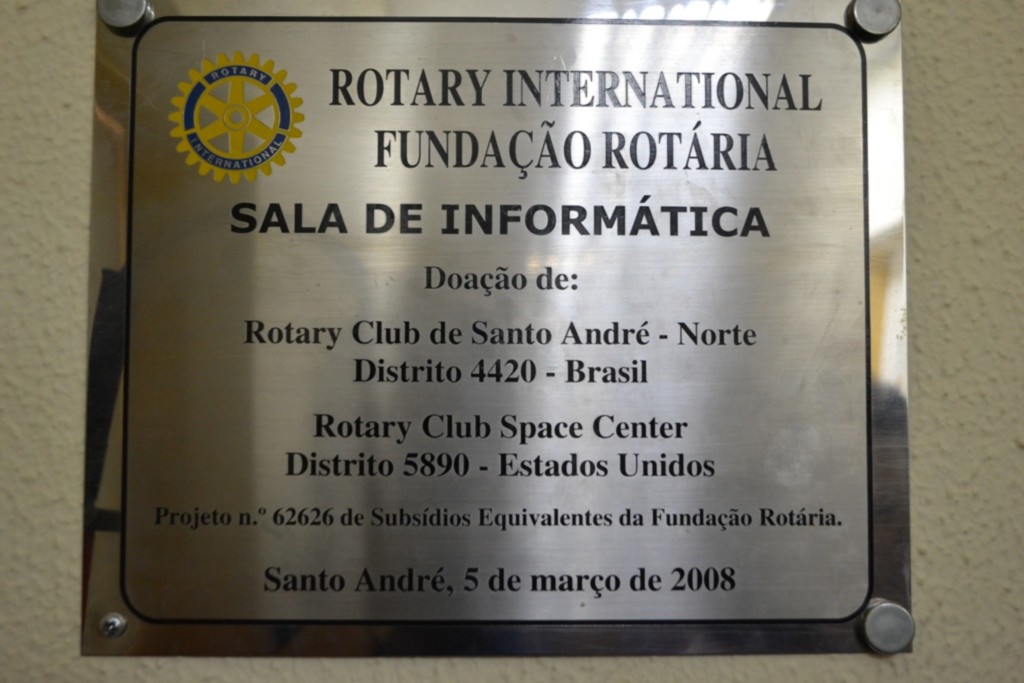 ROTARY
INTERNATIONAL
ROTARY INTERNATIONAL
FUNDAÇÃO ROTÁRIA
SALA DE INFORMÁTICA
Doação de:
Rotary Club de Santo André - Norte
Distrito 4420 - Brasil
Rotary Club Space Center
Distrito 5890 - Estados Unidos
Projeto n.º 62626 de Subsídios Equivalentes da Fundação Rotária.
Santo André, 5 de março de 2008